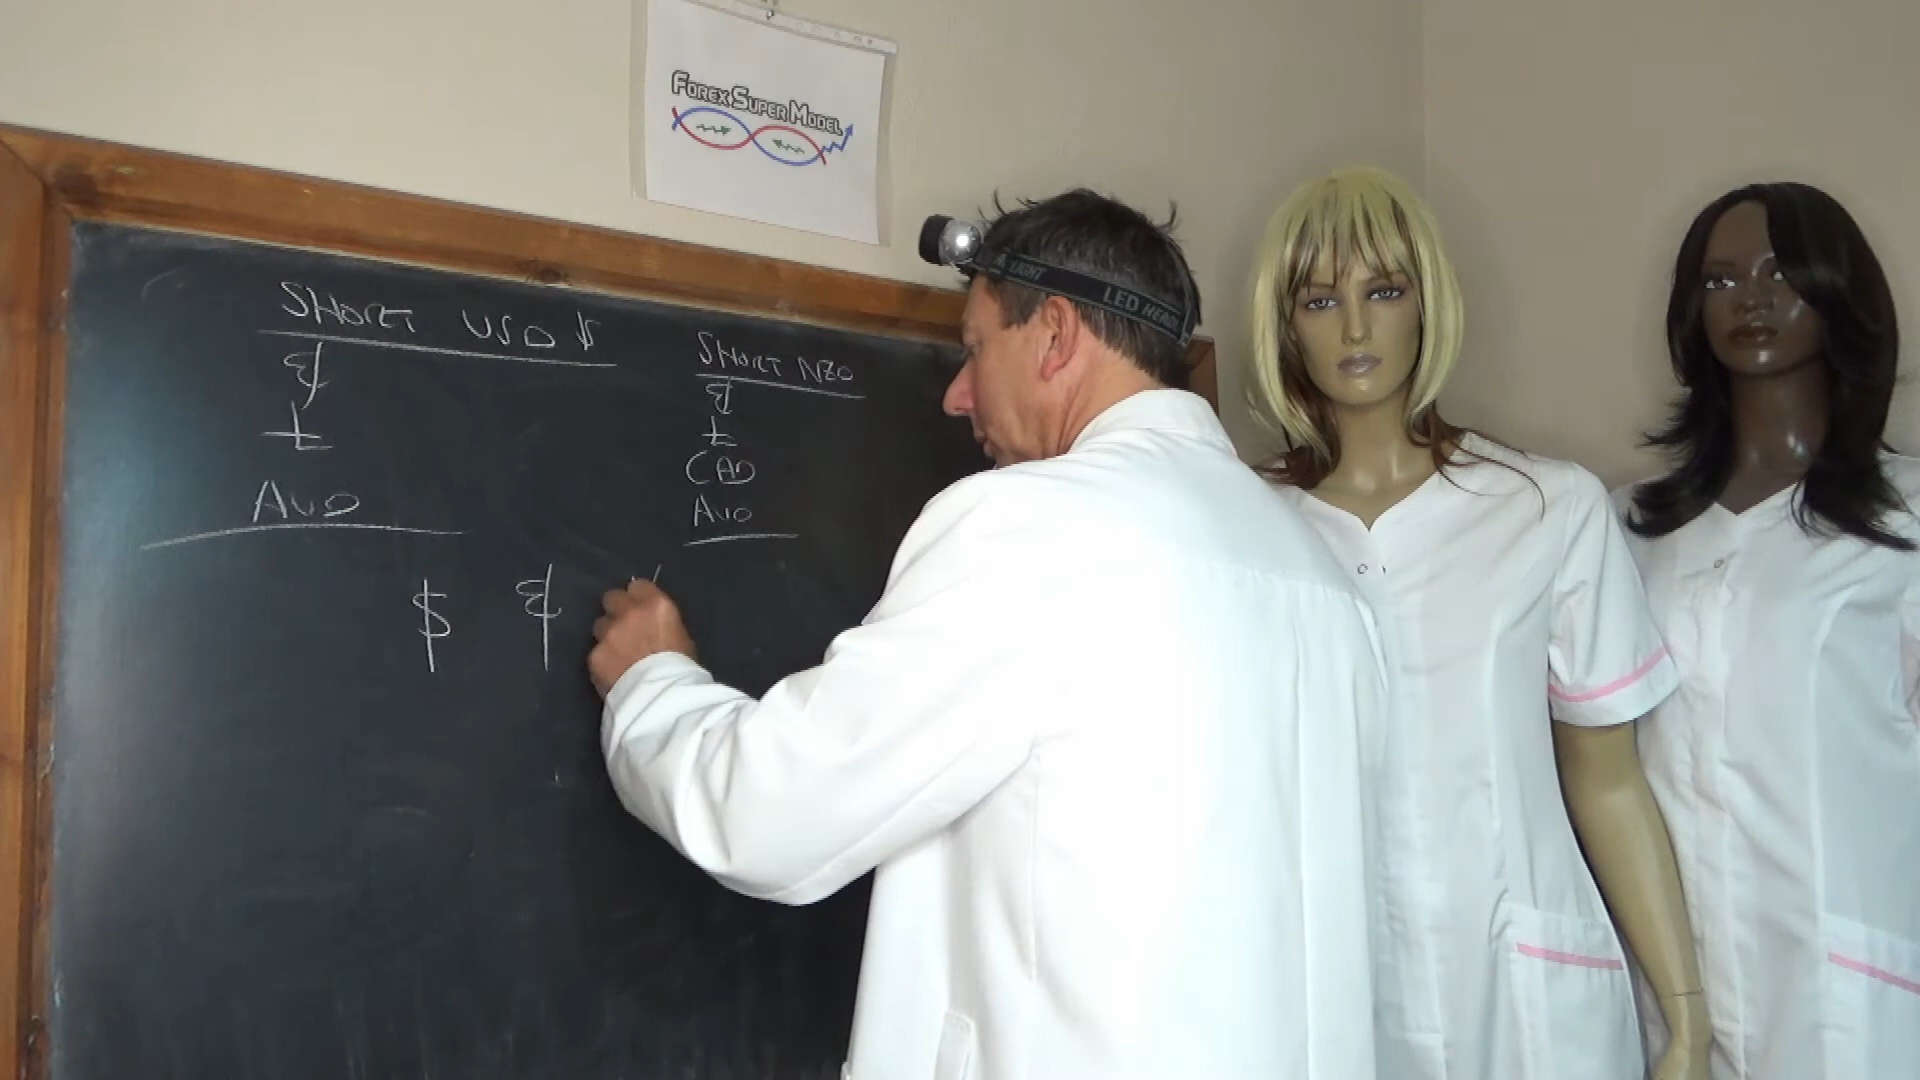 FOREX SUPER MODEL
LIGHT
LED HEAD
SHORT USD $
€
£
AUD
SHORT NZD
€
£
CAD
AUD
$ €